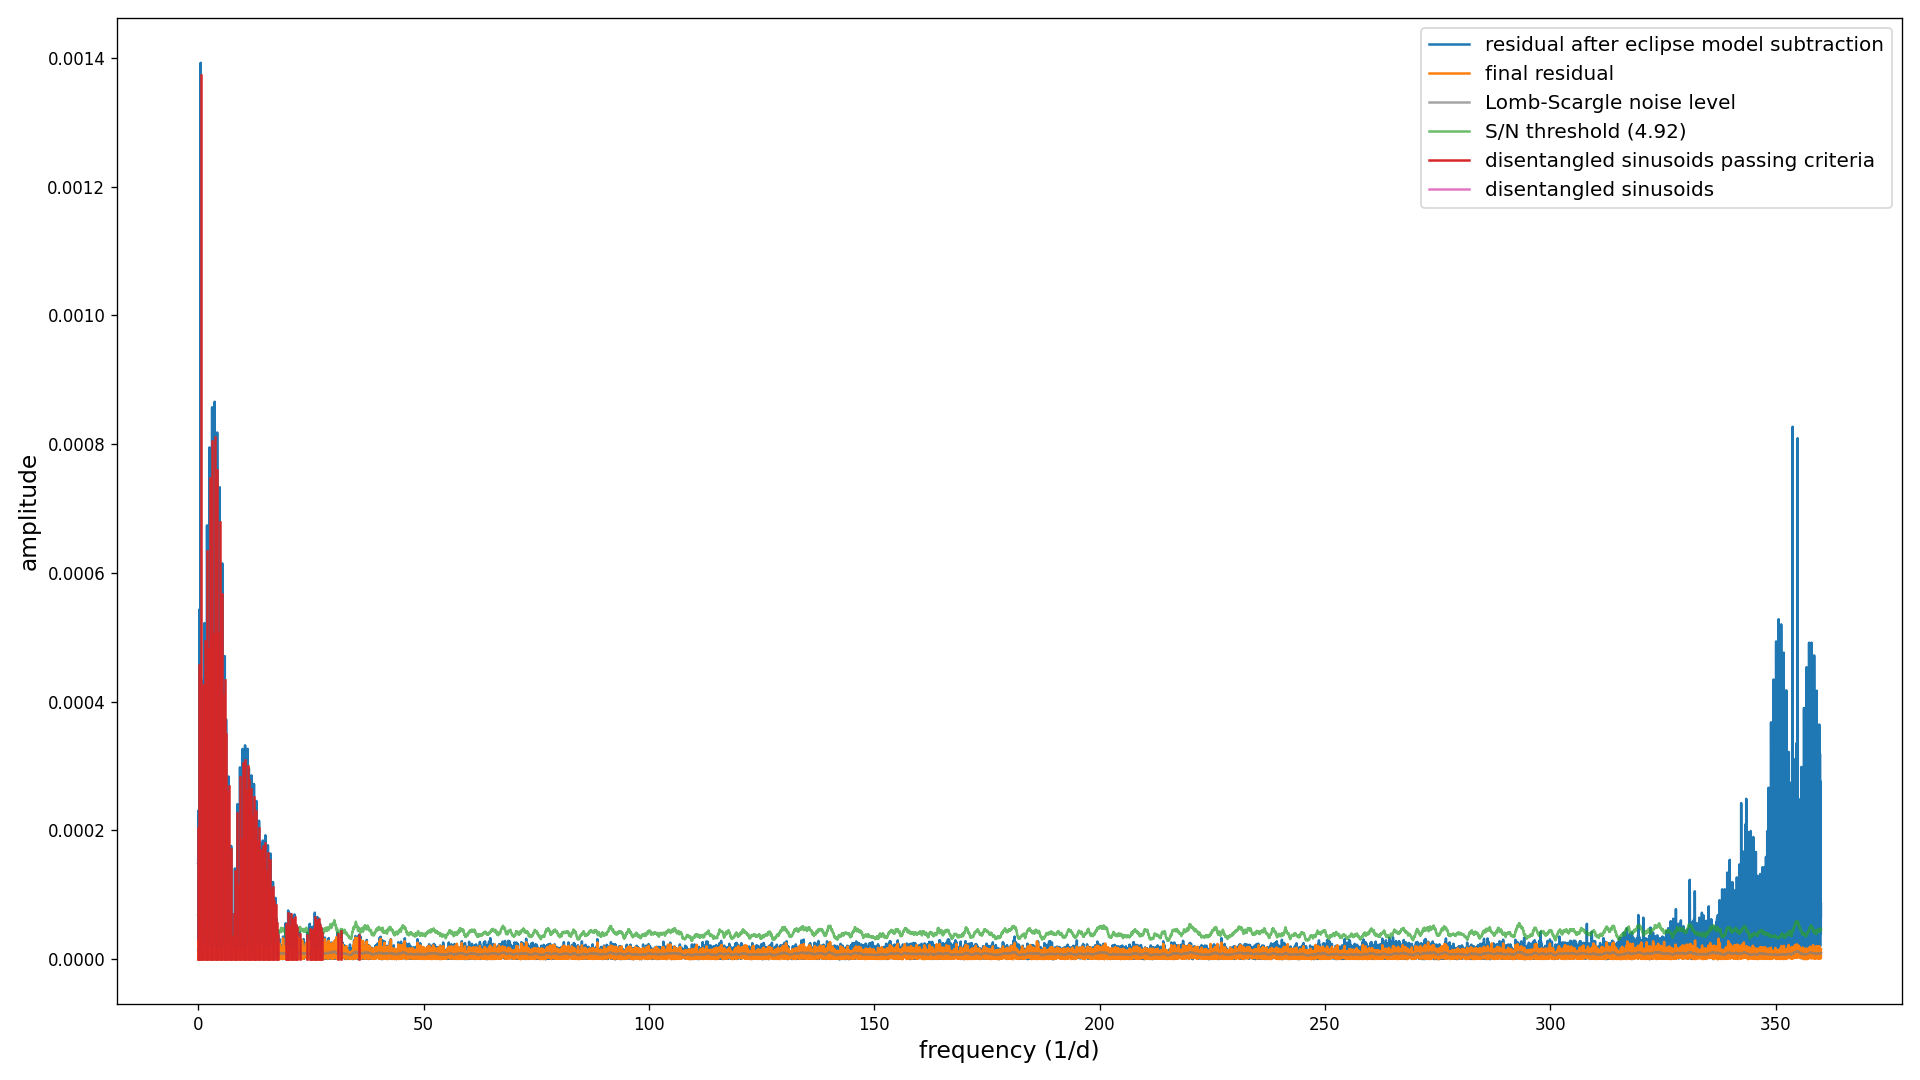 0.0014
0.0012
0.0010
0.0008
0.0006
0.0004
0.0002
0.0000
amplitude
0
50
100
150
200
250
300
350
frequency (1/d)
residual after eclipse model subtraction
final residual
Lomb-Scargle noise level
S/N threshold (4.92)
disentangled sinusoids passing criteria
disentangled sinusoids